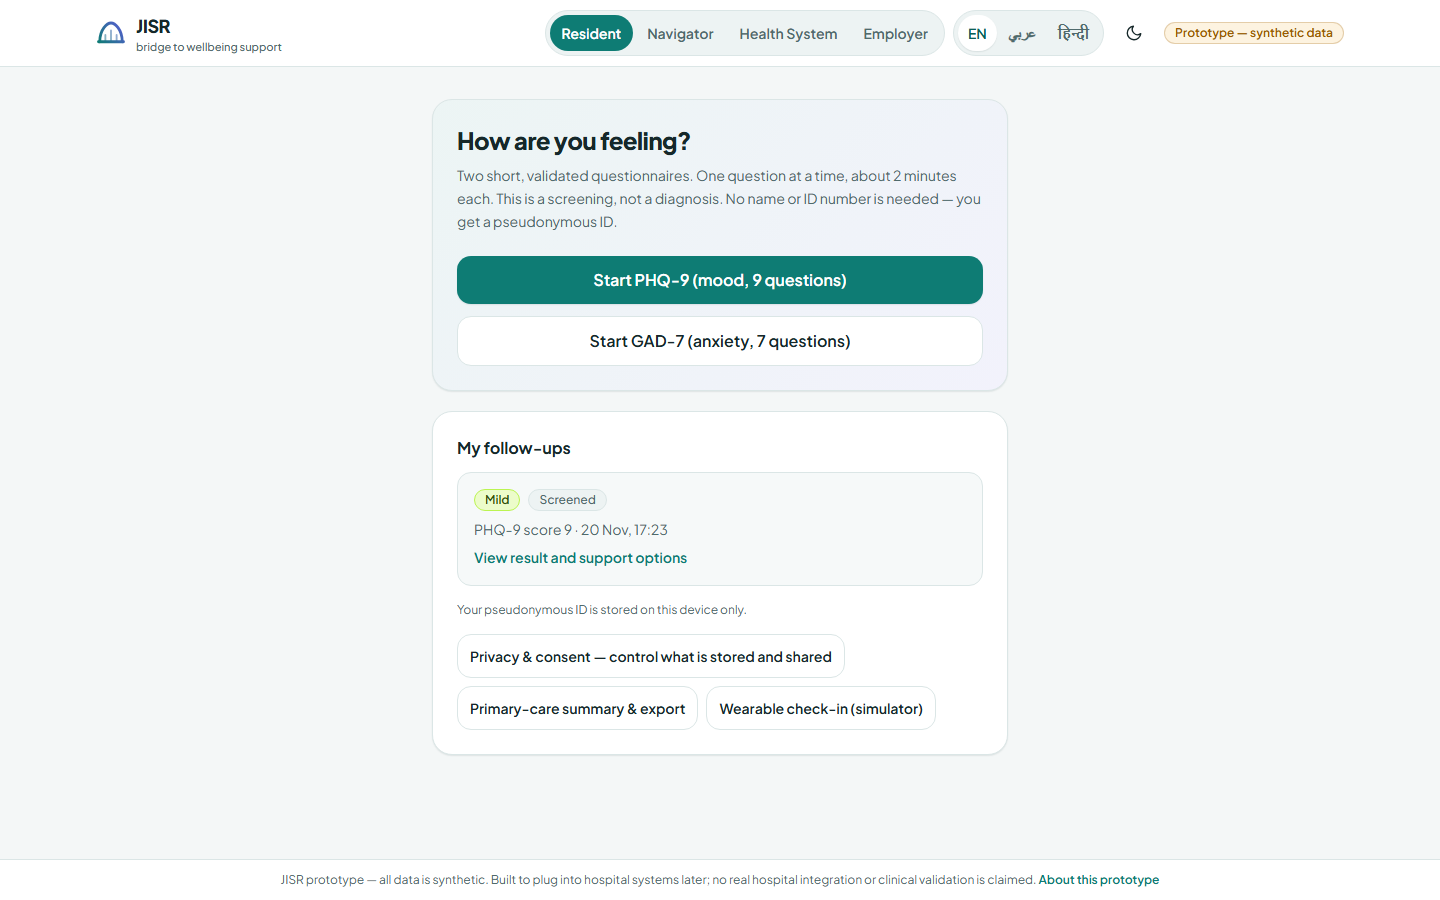 JISR
bridge to wellbeing support
Resident
Navigator
Health System
Employer
EN
عربي
हिन्दी
Prototype — synthetic data
How are you feeling?
Two short, validated questionnaires. One question at a time, about 2 minutes
each. This is a screening, not a diagnosis. No name or ID number is needed — you
get a pseudonymous ID.
Start PHQ-9 (mood, 9 questions)
Start GAD-7 (anxiety, 7 questions)
My follow-ups
Mild
Screened
PHQ-9 score 9 · 20 Nov, 17:23
View result and support options
Your pseudonymous ID is stored on this device only.
Privacy & consent — control what is stored and shared
Primary-care summary & export
Wearable check-in (simulator)
JISR prototype — all data is synthetic. Built to plug into hospital systems later; no real hospital integration or clinical validation is claimed. About this prototype